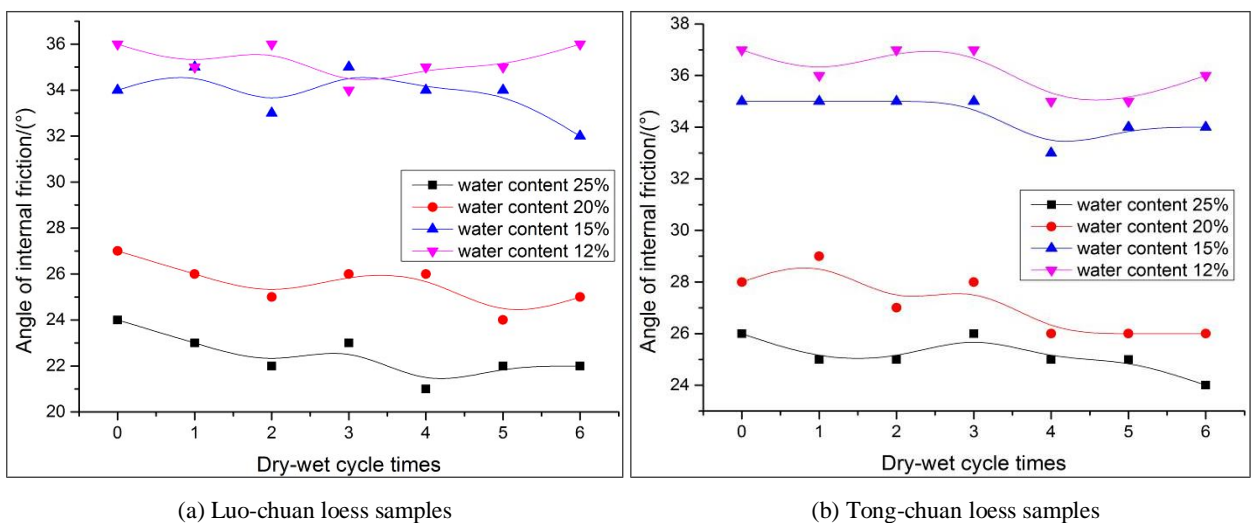 Angle of internal friction/(°)
36
34
32
30
28
26
24
22
20
water content 25%
water content 20%
water content 15%
water content 12%
0 1 2 3 4 5 6
Dry-wet cycle times
(a) Luo-chuan loess samples
Angle of internal friction/(°)
38
36
34
32
30
28
26
24
water content 25%
water content 20%
water content 15%
water content 12%
0 1 2 3 4 5 6
Dry-wet cycle times
(b) Tong-chuan loess samples